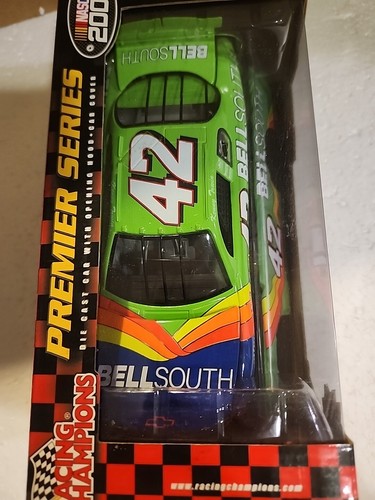 NASC
200
PREMIER SERIES
DIE CAST CAR WITH OPENING HOOD • CAR COVER
RACING
CHAMPIONS®
BELLSOUTH
42
BELLSOUTH
BELLSOUTH
BELLSOUTH
42
www.racingchampions.com